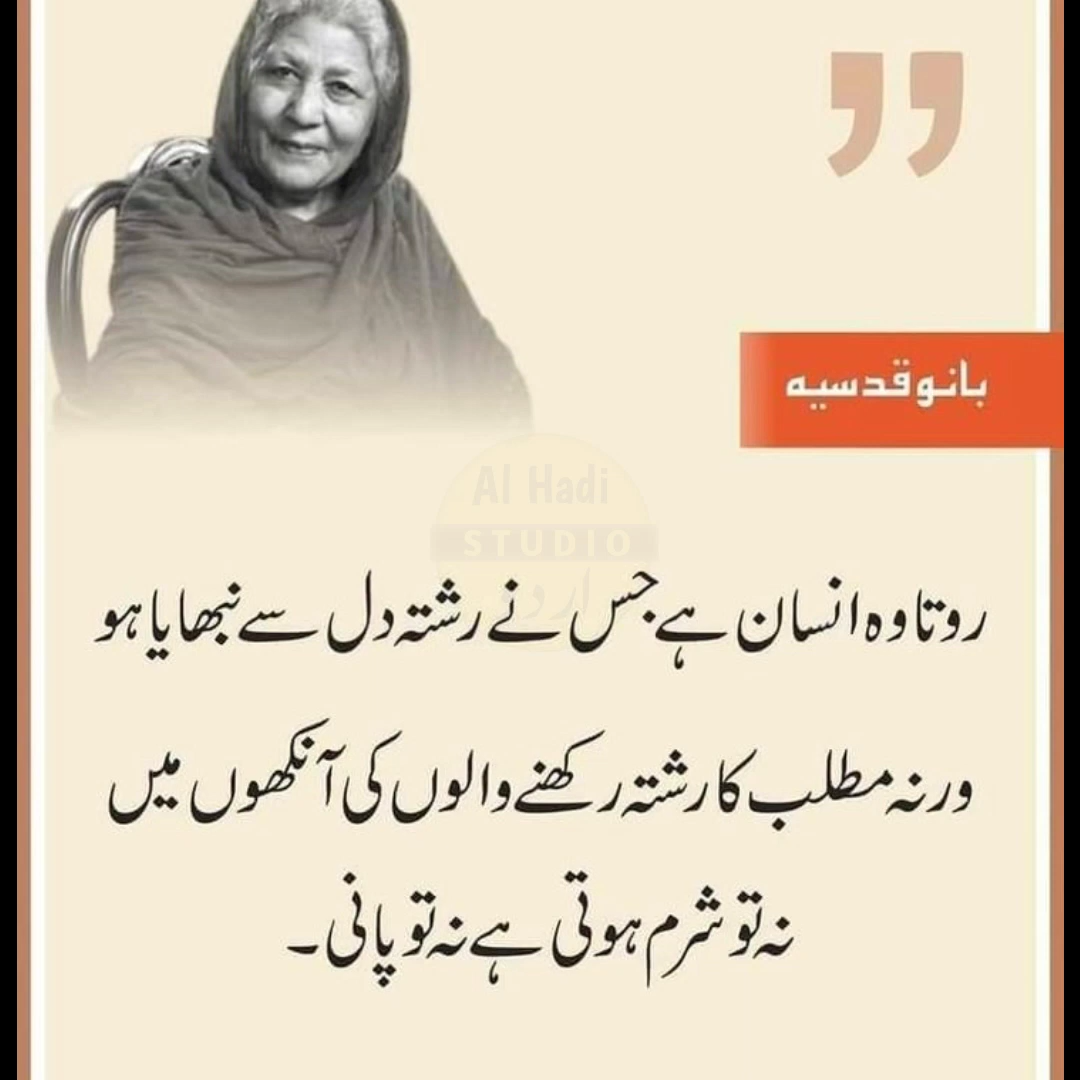 بانو قدسیہ
Al Hadi
STUDIO
اردو
روتا وہ انسان ہے جس نے رشتہ دل سے نبھایا ہو
ورنہ مطلب کا رشتہ رکھنے والوں کی آنکھوں میں
نہ تو شرم ہوتی ہے نہ تو پانی۔